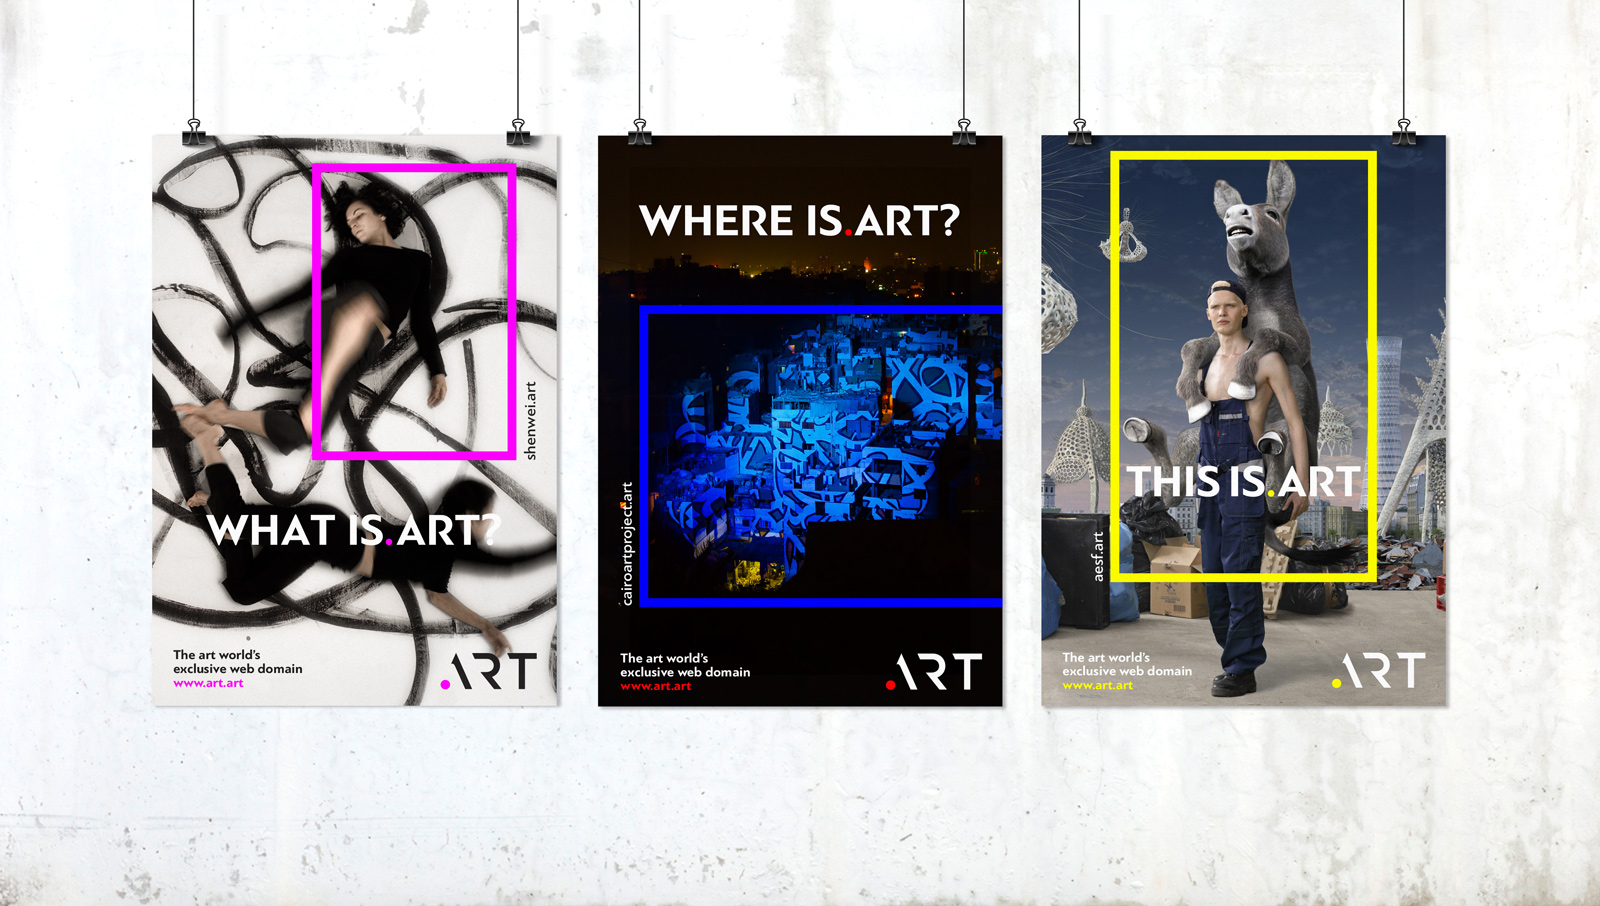 shenwei.art
WHAT IS.ART?
The art world's
exclusive web domain
www.art.art
.ART
WHERE IS.ART?
cairoartproject.art
The art world's
exclusive web domain
www.art.art
.ART
THIS IS.ART
aesf.art
The art world's
exclusive web domain
www.art.art
.ART